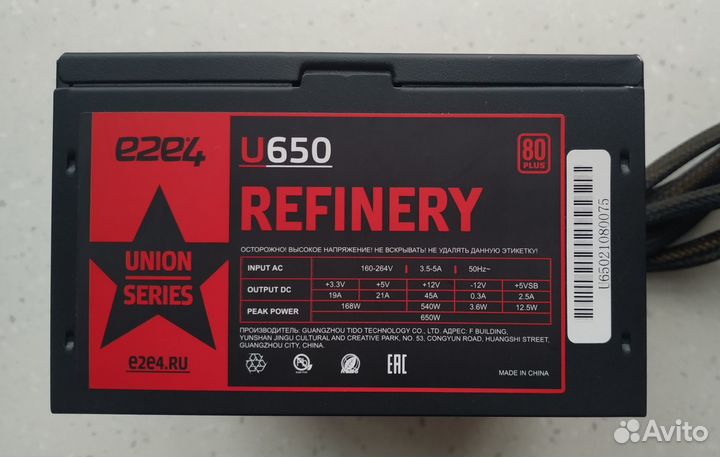 e2e4
U650
80
PLUS
REFINERY
UNION
SERIES
e2e4.RU
ОСТОРОЖНО! ВЫСОКОЕ НАПРЯЖЕНИЕ! НЕ ВСКРЫВАТЬ! НЕ УДАЛЯТЬ ДАННУЮ ЭТИКЕТКУ!
INPUT AC 160-264V 3.5-5A 50Hz~
OUTPUT DC +3.3V +5V +12V -12V +5VSB
19A 21A 45A 0.3A 2.5A
PEAK POWER 168W 540W 3.6W 12.5W
650W
ПРОИЗВОДИТЕЛЬ: GUANGZHOU TIDO TECHNOLOGY CO., LTD. АДРЕС: F BUILDING,
YUNSHAN JINGU CULTURAL AND CREATIVE PARK, NO. 53, CONGYUN ROAD, HUANGSHI STREET,
GUANGZHOU CITY, CHINA.
EAC
MADE IN CHINA
U65021080075
Avito